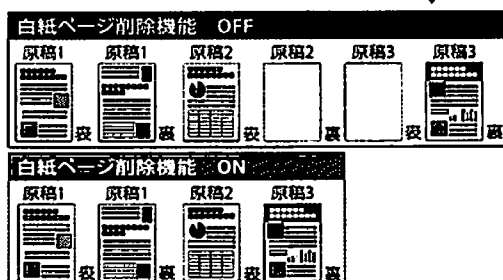 白紙ページ削除機能 OFF
原稿1 原稿1 原稿2 原稿2 原稿3 原稿3
表 裏 表 裏 表 裏
白紙ページ削除機能 ON
原稿1 原稿1 原稿2 原稿3
表 裏 表 裏